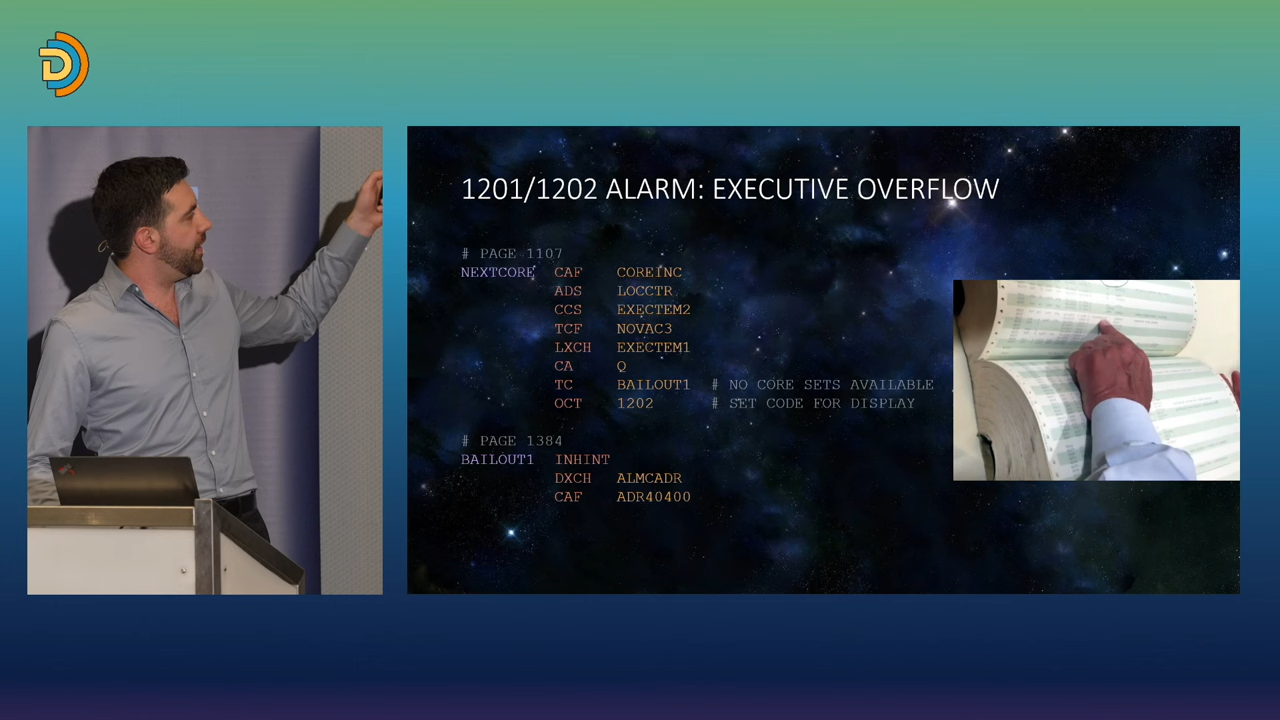 D
1201/1202 ALARM: EXECUTIVE OVERFLOW
# PAGE 1107
NEXTCORE CAF COREINC
ADS LOCCTR
CCS EXECTEM2
TCF NOVAC3
LXCH EXECTEM1
CA Q
TC BAILOUT1 # NO CORE SETS AVAILABLE
OCT 1202 # SET CODE FOR DISPLAY
# PAGE 1384
BAILOUT1 INHINT
DXCH ALMCADR
CAF ADR40400